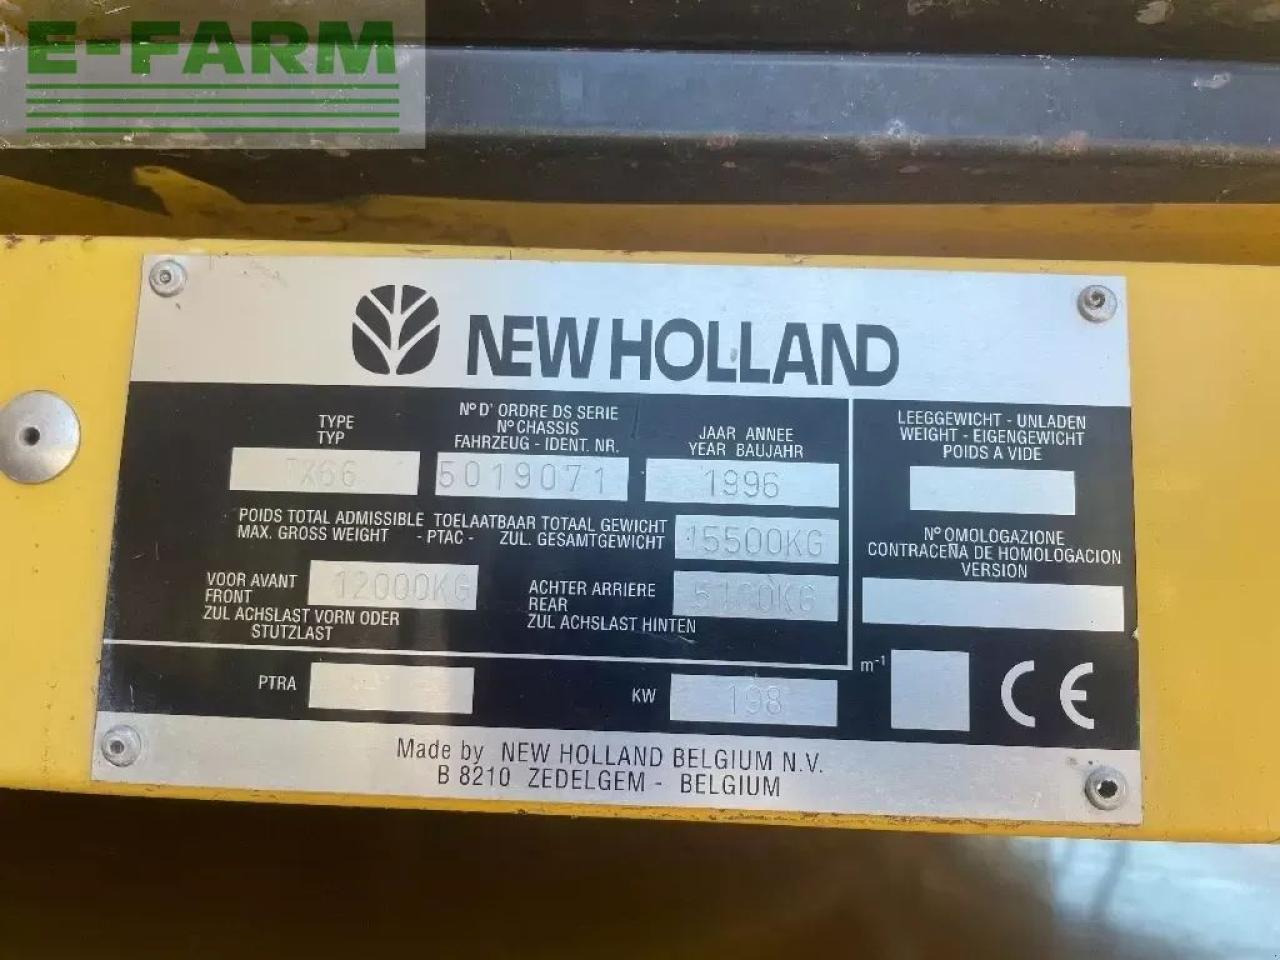 E-FARM
NEW HOLLAND
TYPE
TYP
TX66
Nº D' ORDRE DS SERIE
Nº CHASSIS
FAHRZEUG - IDENT. NR.
5019071
JAAR ANNEE
YEAR BAUJAHR
1996
LEEGGEWICHT - UNLADEN
WEIGHT - EIGENGEWICHT
POIDS A VIDE
POIDS TOTAL ADMISSIBLE TOELAATBAAR TOTAAL GEWICHT
MAX. GROSS WEIGHT - PTAC - ZUL. GESAMTGEWICHT
15500KG
Nº OMOLOGAZIONE
CONTRACEÑA DE HOMOLOGACION
VERSION
VOOR AVANT
FRONT
ZUL ACHSLAST VORN ODER
STUTZLAST
12000KG
ACHTER ARRIERE
REAR
ZUL ACHSLAST HINTEN
PTRA
KW
198
m-1
CE
Made by NEW HOLLAND BELGIUM N.V.
B 8210 ZEDELGEM - BELGIUM